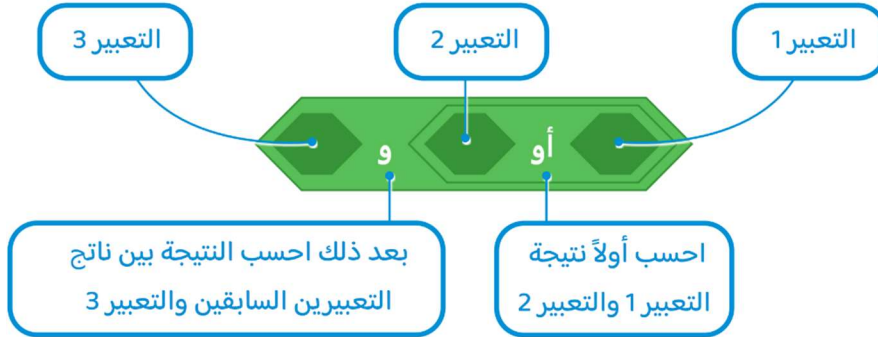 التعبير 1
التعبير 2
التعبير 3
أو
و
احسب أولاً نتيجة
التعبير 1 والتعبير 2
بعد ذلك احسب النتيجة بين ناتج
التعبيرين السابقين والتعبير 3